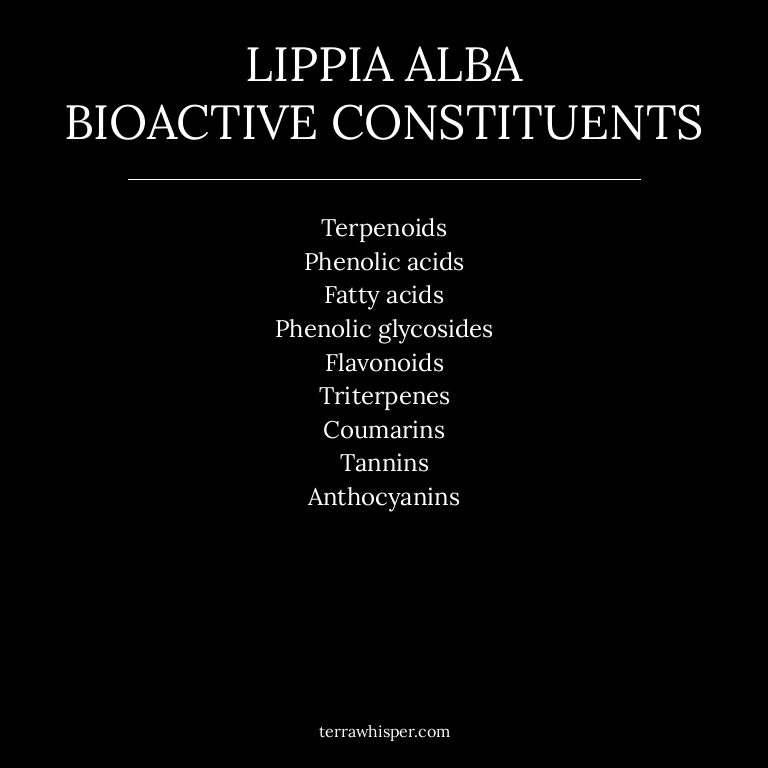 LIPPIA ALBA
BIOACTIVE CONSTITUENTS
Terpenoids
Phenolic acids
Fatty acids
Phenolic glycosides
Flavonoids
Triterpenes
Coumarins
Tannins
Anthocyanins
terrawhisper.com